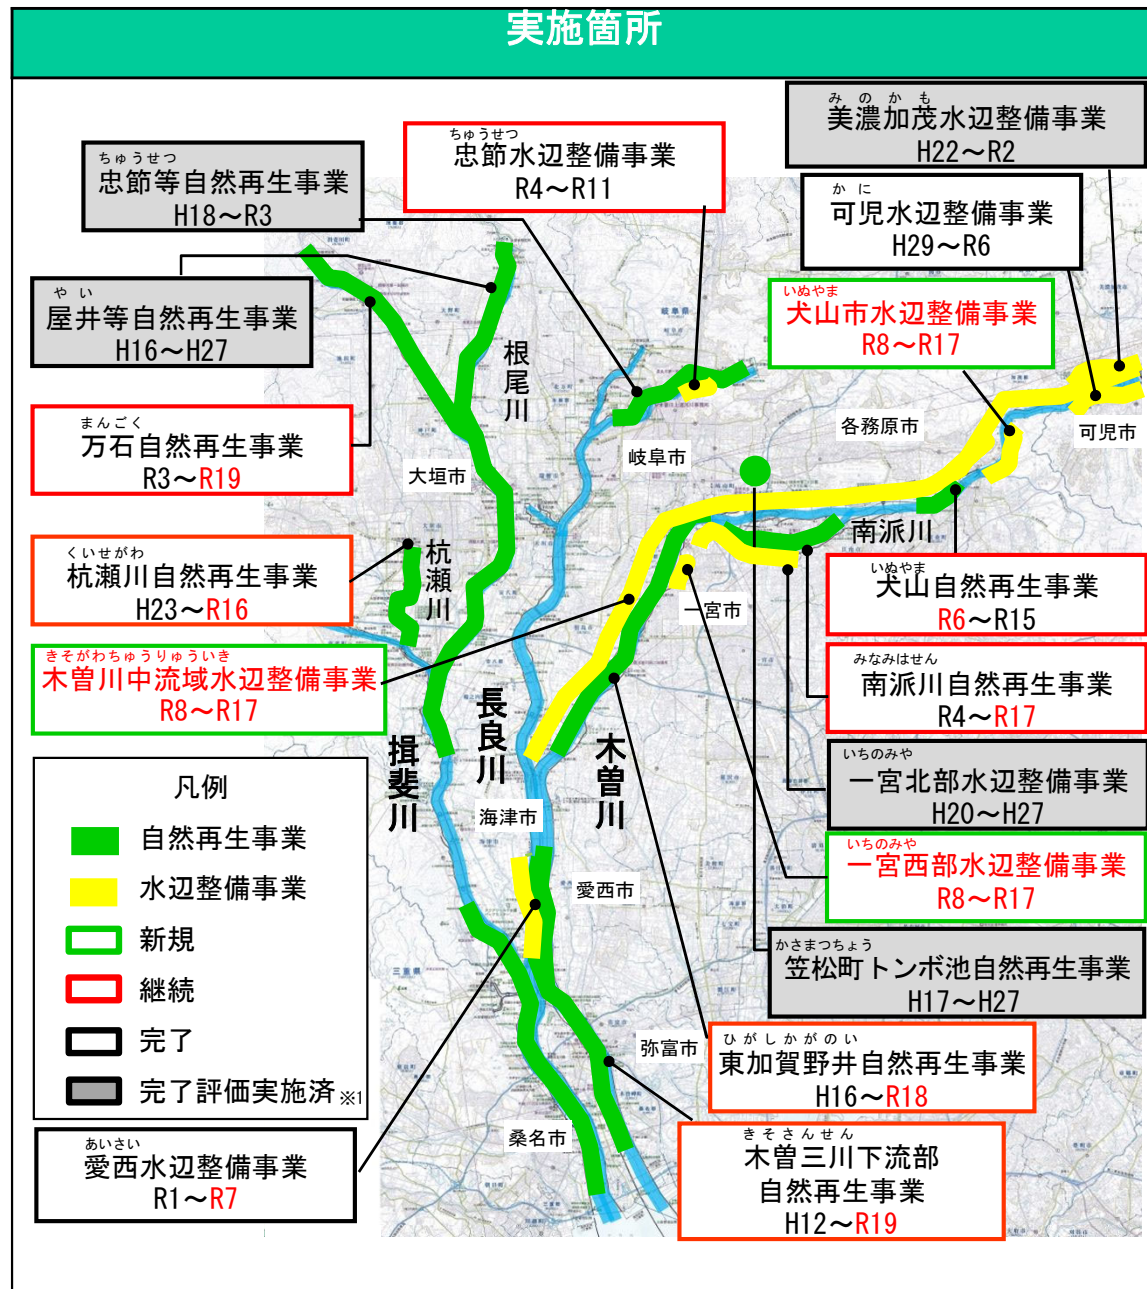 実施箇所
みのかも
美濃加茂水辺整備事業
H22～R2
ちゅうせつ
忠節水辺整備事業
R4～R11
ちゅうせつ
忠節等自然再生事業
H18～R3
かに
可児水辺整備事業
H29～R6
いぬやま
犬山市水辺整備事業
R8～R17
やい
屋井等自然再生事業
H16～H27
根尾川
岐阜県
各務原市
可児市
まんごく
万石自然再生事業
R3～R19
大垣市
岐阜市
南派川
くいせがわ
杭瀬川自然再生事業
H23～R16
杭瀬川
一宮市
いぬやま
犬山自然再生事業
R6～R15
きそがわちゅうりゅういき
木曽川中流域水辺整備事業
R8～R17
みなみはせん
南派川自然再生事業
R4～R17
揖斐川
長良川
木曽川
いちのみや
一宮北部水辺整備事業
H20～H27
凡例
自然再生事業
水辺整備事業
新規
継続
完了
完了評価実施済※1
海津市
愛西市
いちのみや
一宮西部水辺整備事業
R8～R17
三重県
かさまつちょう
笠松町トンボ池自然再生事業
H17～H27
弥富市
ひがしかがのい
東加賀野井自然再生事業
H16～R18
桑名市
あいさい
愛西水辺整備事業
R1～R7
きそさんせん
木曽三川下流部
自然再生事業
H12～R19